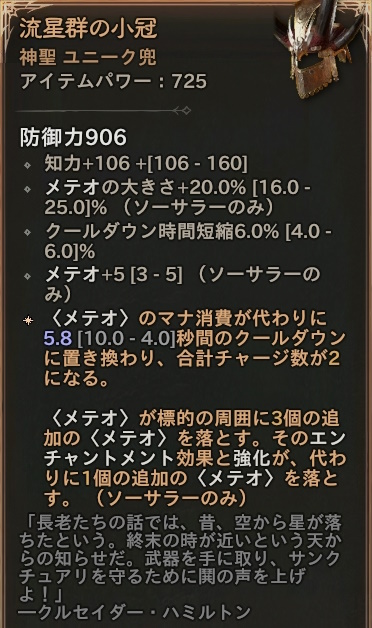 流星群の小冠
神聖 ユニーク兜
アイテムパワー：725
防御力906
知力+106 +[106 - 160]
メテオの大きさ+20.0% [16.0 -
25.0]% （ソーサラーのみ）
クールダウン時間短縮6.0% [4.0 -
6.0]%
メテオ+5 [3 - 5] （ソーサラーの
み）
〈メテオ〉のマナ消費が代わりに
5.8 [10.0 - 4.0]秒間のクールダウン
に置き換わり、合計チャージ数が2
になる。
〈メテオ〉が標的の周囲に3個の追
加の〈メテオ〉を落とす。そのエン
チャントメント効果と強化が、代わ
りに1個の追加の〈メテオ〉を落と
す。 （ソーサラーのみ）
「長老たちの話では、昔、空から星が落
ちたという。終末の時が近いという天か
らの知らせだ。武器を手に取り、サンク
チュアリを守るために鬨の声を上げ
よ！」
—クルセイダー・ハミルトン